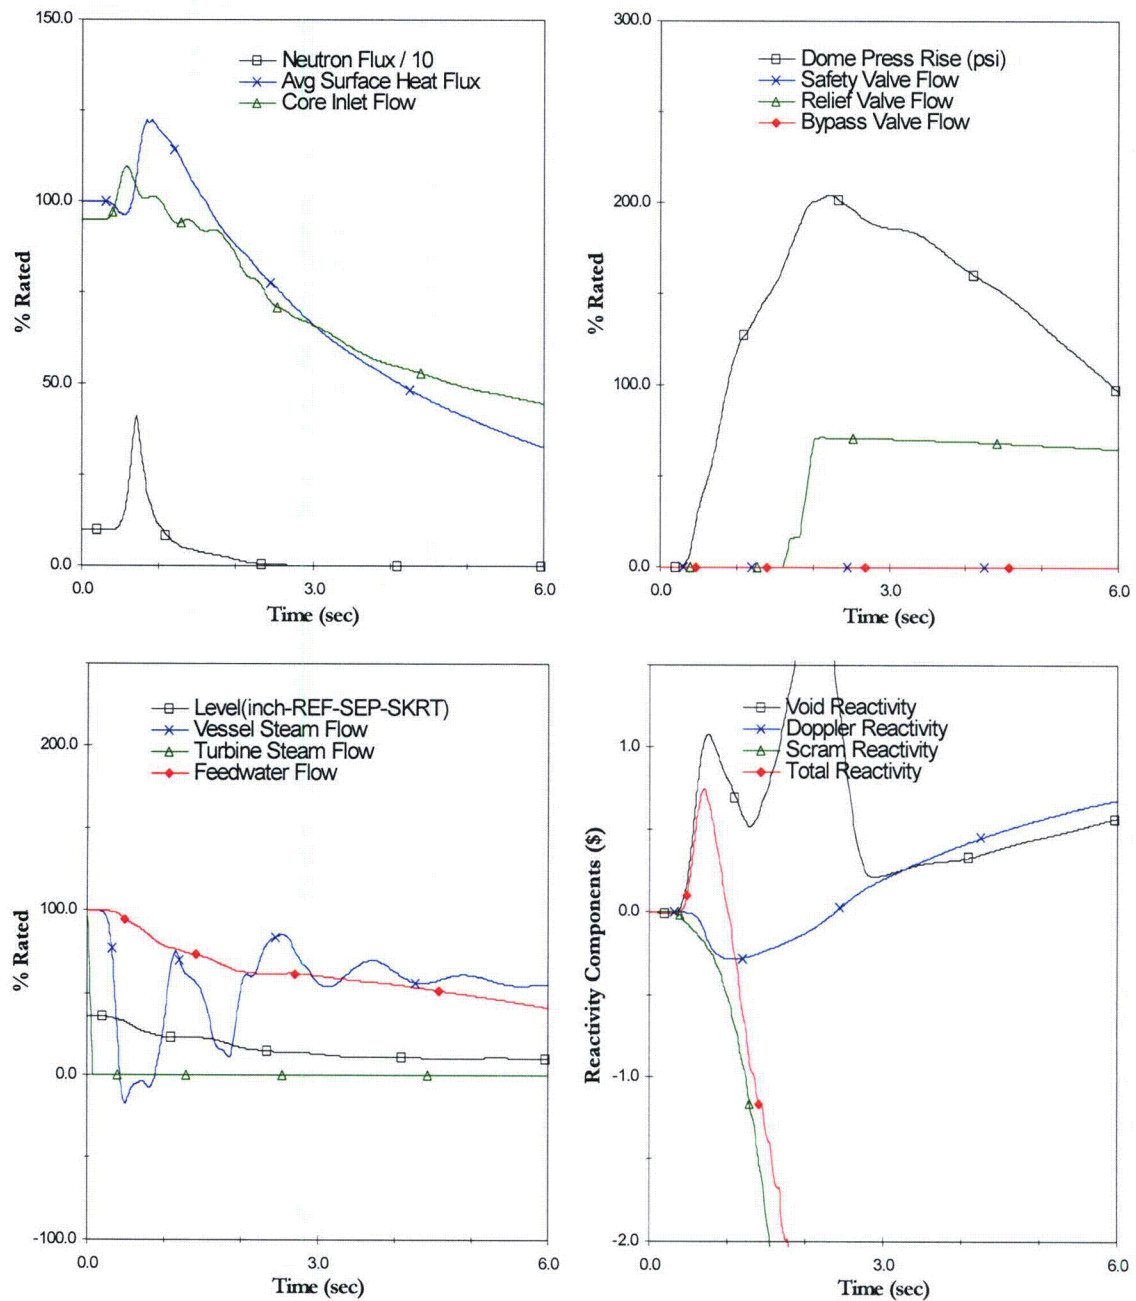 150.0
Neutron Flux / 10
Avg Surface Heat Flux
Core Inlet Flow
100.0
% Rated
50.0
0.0
0.0 3.0 6.0
Time (sec)
300.0
Dome Press Rise (psi)
Safety Valve Flow
Relief Valve Flow
Bypass Valve Flow
200.0
% Rated
100.0
0.0
0.0 3.0 6.0
Time (sec)
Level(inch-REF-SEP-SKRT)
Vessel Steam Flow
Turbine Steam Flow
Feedwater Flow
200.0
100.0
% Rated
0.0
-100.0
0.0 3.0 6.0
Time (sec)
Void Reactivity
Doppler Reactivity
Scram Reactivity
Total Reactivity
1.0
0.0
Reactivity Components ($)
-1.0
-2.0
0.0 3.0 6.0
Time (sec)